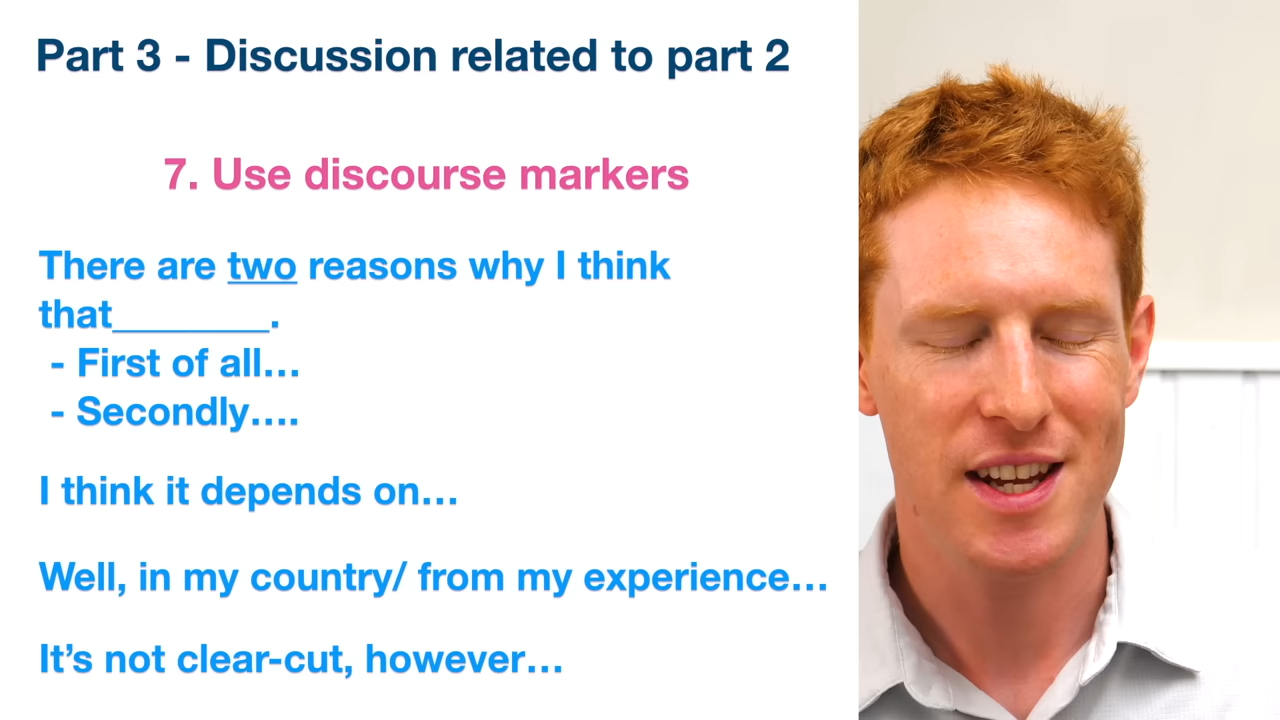 Part 3 - Discussion related to part 2
7. Use discourse markers
There are two reasons why I think
that________.
- First of all…
- Secondly….
I think it depends on…
Well, in my country/ from my experience…
It’s not clear-cut, however…